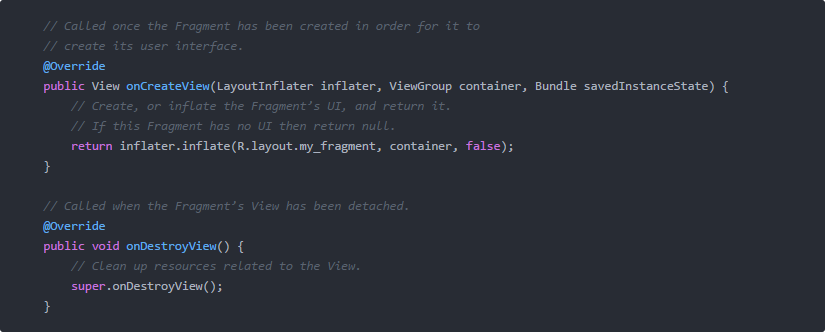 // Called once the Fragment has been created in order for it to
// create its user interface.
@Override
public View onCreateView(LayoutInflater inflater, ViewGroup container, Bundle savedInstanceState) {
// Create, or inflate the Fragment’s UI, and return it.
// If this Fragment has no UI then return null.
return inflater.inflate(R.layout.my_fragment, container, false);
}
// Called when the Fragment’s View has been detached.
@Override
public void onDestroyView() {
// Clean up resources related to the View.
super.onDestroyView();
}